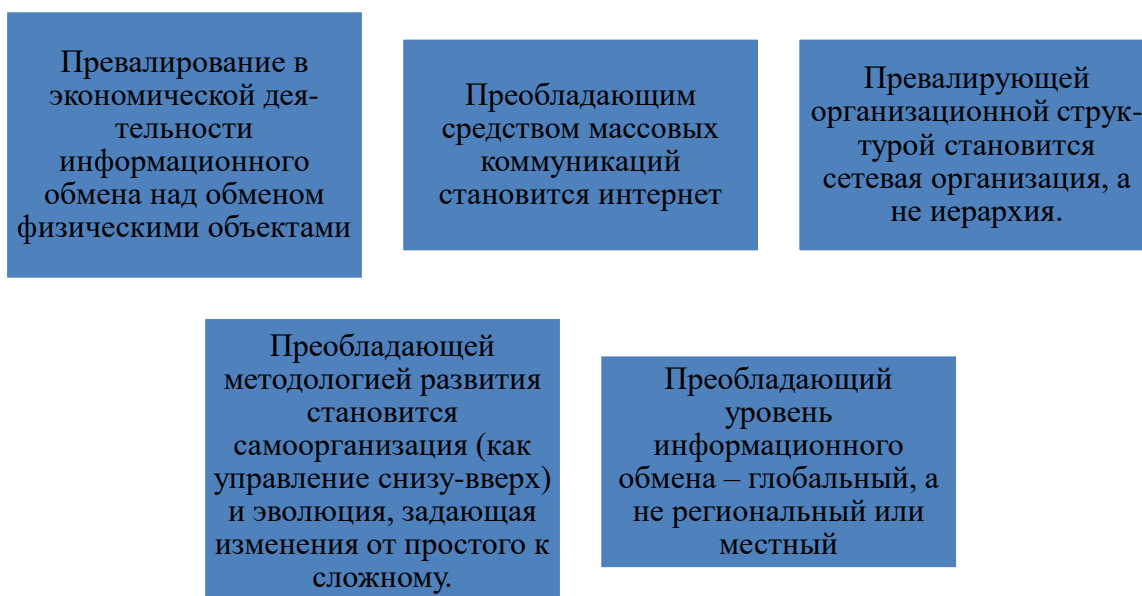 Превалирование в
экономической дея-
тельности
информационного
обмена над обменом
физическими объектами
Преобладающим
средством массовых
коммуникаций
становится интернет
Превалирующей
организационной струк-
турой становится
сетевая организация, а
не иерархия.
Преобладающей
методологией развития
становится
самоорганизация (как
управление снизу-вверх)
и эволюция, задающая
изменения от простого к
сложному.
Преобладающий
уровень
информационного
обмена – глобальный, а
не региональный или
местный